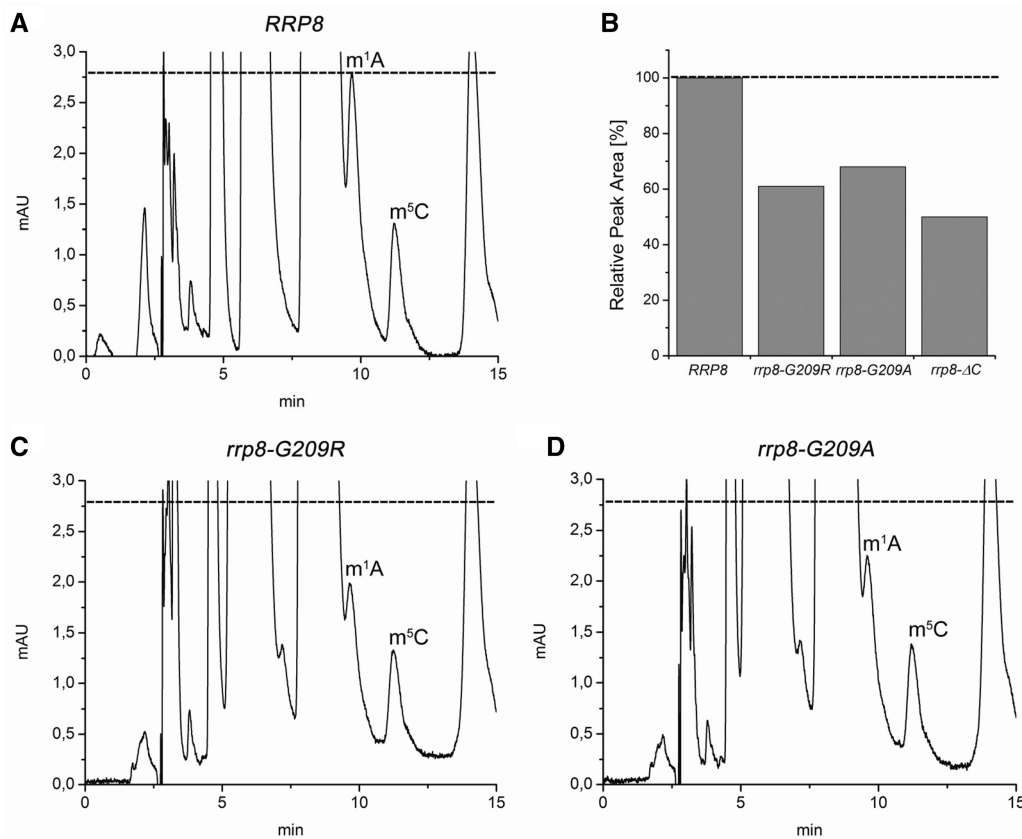 A
RRP8
3,0
2,5
2,0
1,5
1,0
0,5
0,0
mAU
m¹A
m⁵C
0 5 10 15
min
B
100
80
60
40
20
0
Relative Peak Area [%]
RRP8 rrp8-G209R rrp8-G209A rrp8-ΔC
C
rrp8-G209R
3,0
2,5
2,0
1,5
1,0
0,5
0,0
mAU
m¹A
m⁵C
0 5 10 15
min
D
rrp8-G209A
3,0
2,5
2,0
1,5
1,0
0,5
0,0
mAU
m¹A
m⁵C
0 5 10 15
min